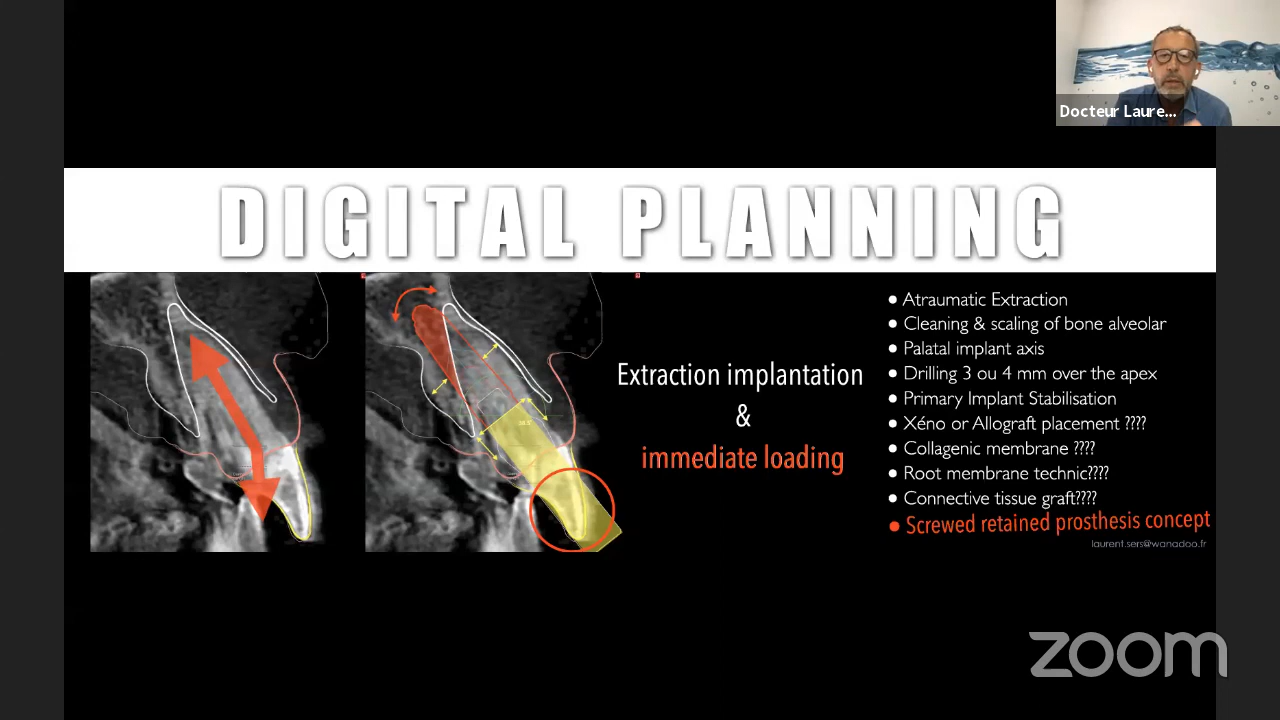 Docteur Laure...
DIGITAL PLANNING
Extraction implantation
&
immediate loading
● Atraumatic Extraction
● Cleaning & scaling of bone alveolar
● Palatal implant axis
● Drilling 3 ou 4 mm over the apex
● Primary Implant Stabilisation
● Xéno or Allograft placement ????
● Collagenic membrane ????
● Root membrane technic????
● Connective tissue graft????
● Screwed retained prosthesis concept
laurent.sers@wanadoo.fr
zoom